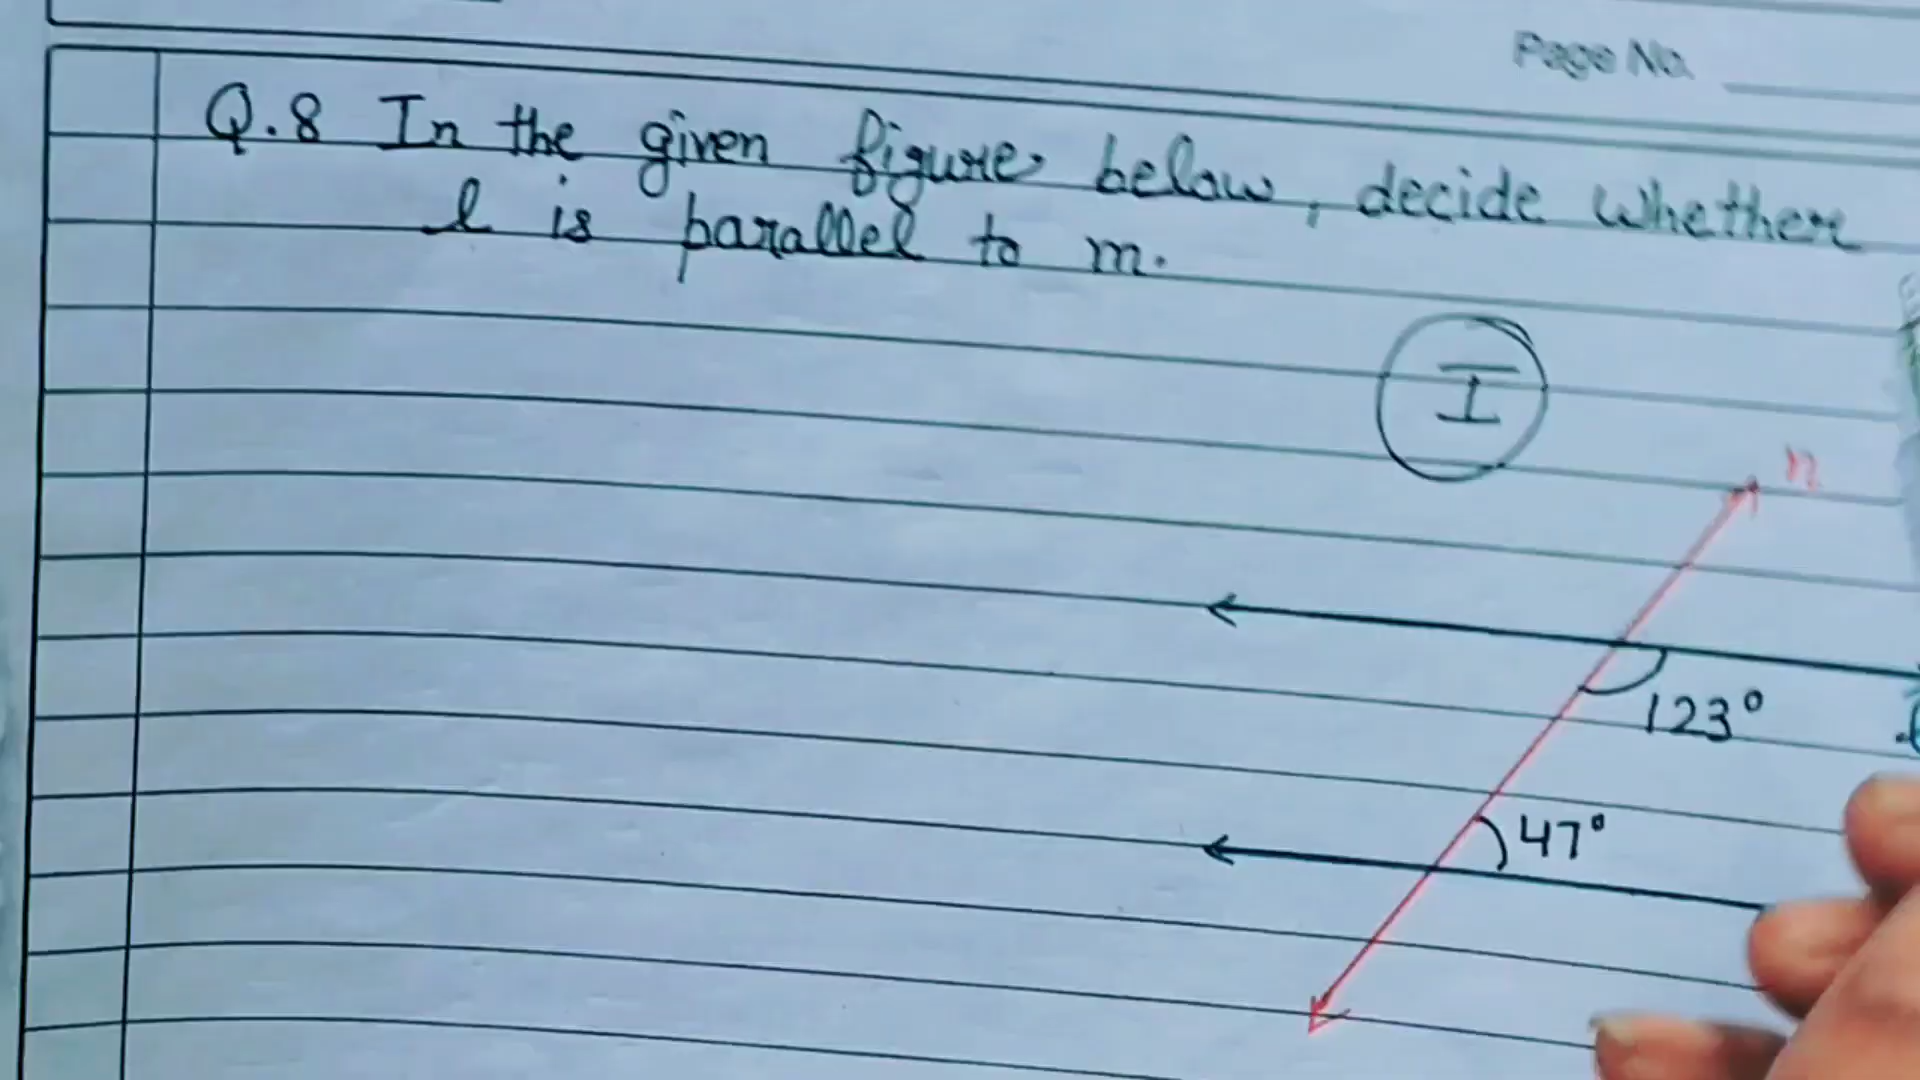 Page No.
Q.8 In the given figure below, decide whether
l is parallel to m.
I
n
123°
47°